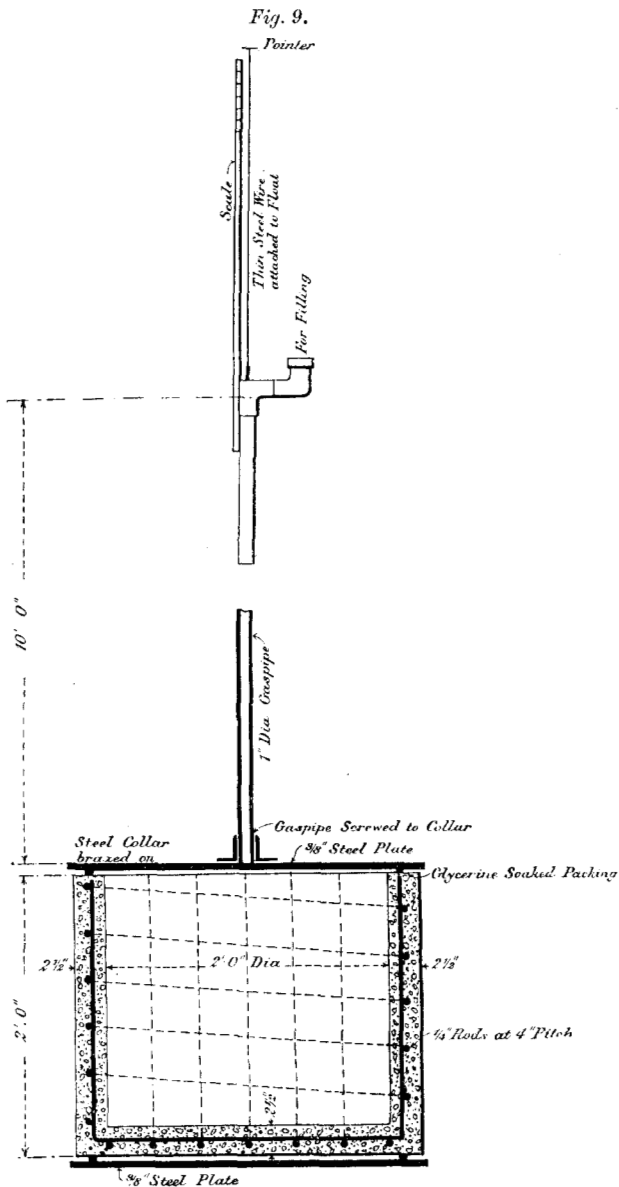 Fig. 9.
Pointer
Scale
Thin Steel Wire
attached to Float
For Filling
10' 0"
1" Dia Gaspipe
Gaspipe Screwed to Collar
Steel Collar
brazed on
3/8" Steel Plate
Glycerine Soaked Packing
2½"
2'0" Dia
2½"
2'.0"
¼" Rods at 4" Pitch
2½"
3/8" Steel Plate